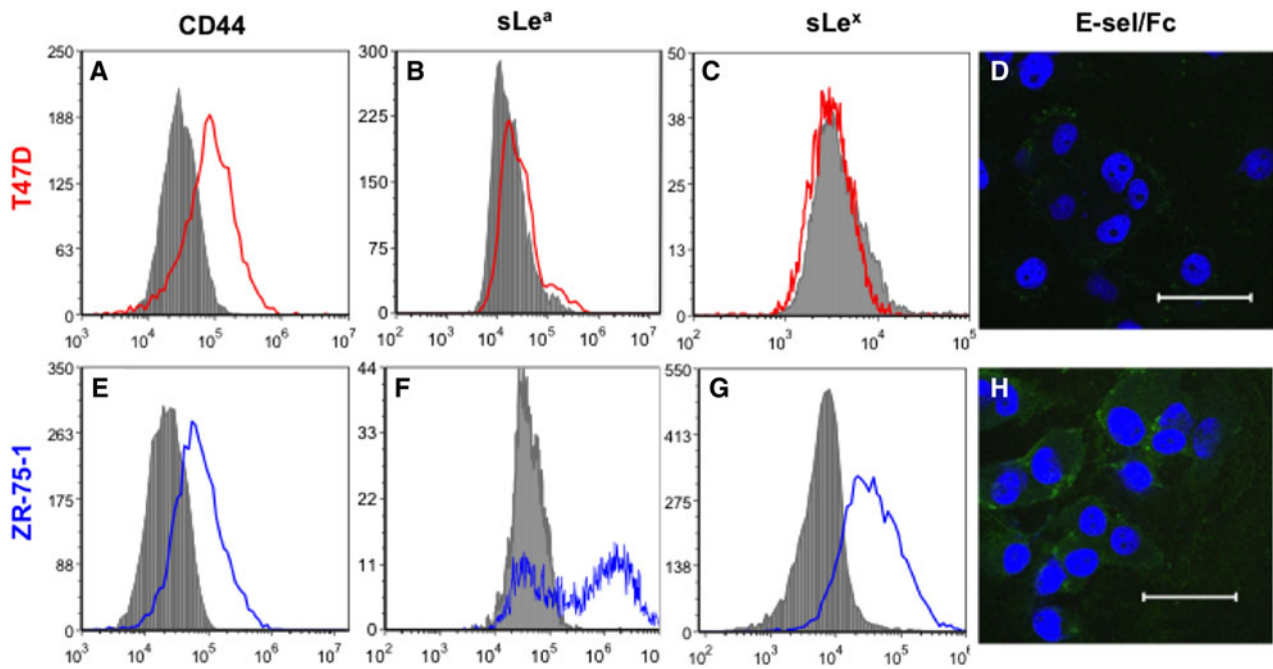 CD44 sLeᵃ sLeˣ E-sel/Fc
T47D
A
250
188
125
63
0
10³ 10⁴ 10⁵ 10⁶ 10⁷
B
300
225
150
75
0
10² 10³ 10⁴ 10⁵ 10⁶ 10⁷
C
50
38
25
13
0
10² 10³ 10⁴ 10⁵
D
ZR-75-1
E
350
263
175
88
0
10³ 10⁴ 10⁵ 10⁶ 10⁷
F
44
33
22
11
0
10² 10³ 10⁴ 10⁵ 10⁶ 10
G
550
413
275
138
0
10² 10³ 10⁴ 10⁵ 10⁶
H